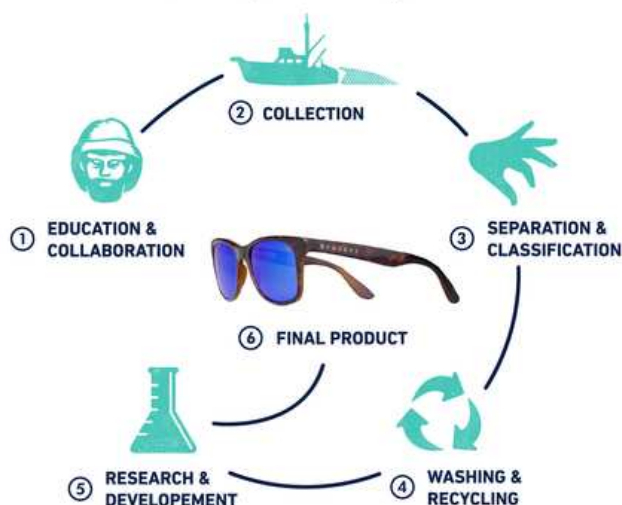 ② COLLECTION
① EDUCATION &
COLLABORATION
③ SEPARATION &
CLASSIFICATION
⑥ FINAL PRODUCT
⑤ RESEARCH &
DEVELOPEMENT
④ WASHING &
RECYCLING